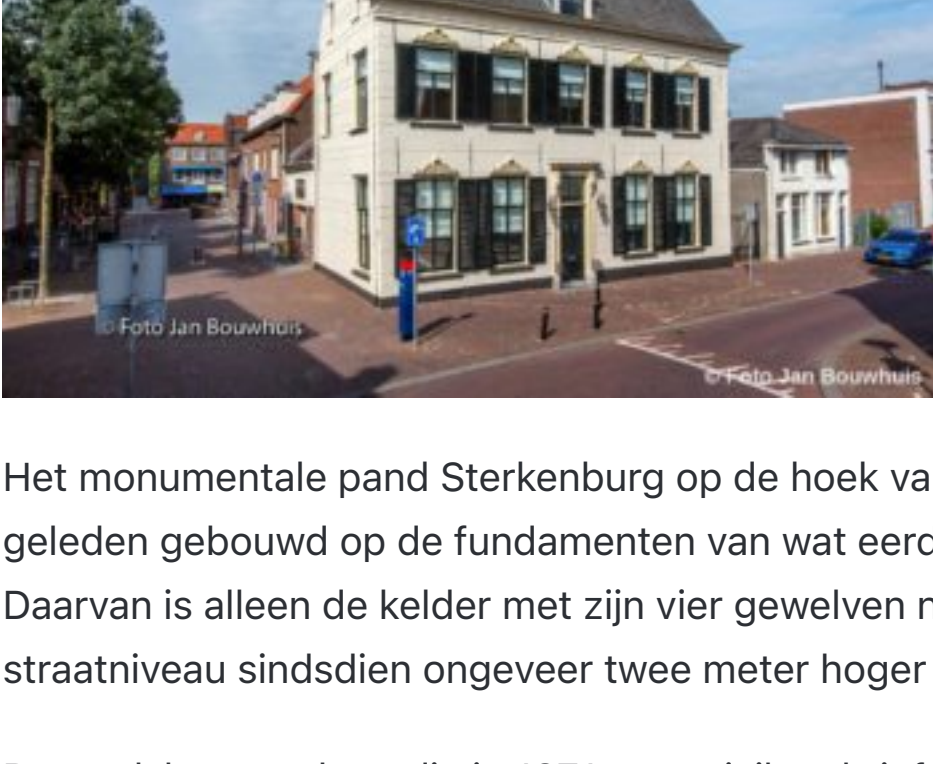 © Foto Jan Bouwhuis
© Foto Jan Bouwhuis
Het monumentale pand Sterkenburg op de hoek va
geleden gebouwd op de fundamenten van wat eerd
Daarvan is alleen de kelder met zijn vier gewelven n
straatniveau sindsdien ongeveer twee meter hoger